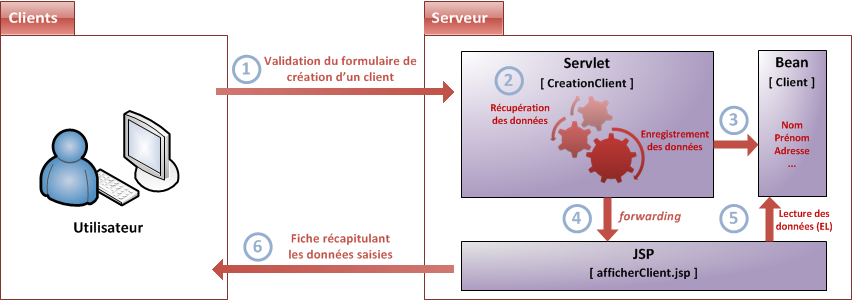 Clients
Serveur
1
Validation du formulaire de
création d'un client
Servlet
[ CreationClient ]
2
Récupération
des données
Enregistrement
des données
3
Bean
[ Client ]
Nom
Prénom
Adresse
...
Utilisateur
4
forwarding
5
Lecture des
données (EL)
6
Fiche récapitulant
les données saisies
JSP
[ afficherClient.jsp ]